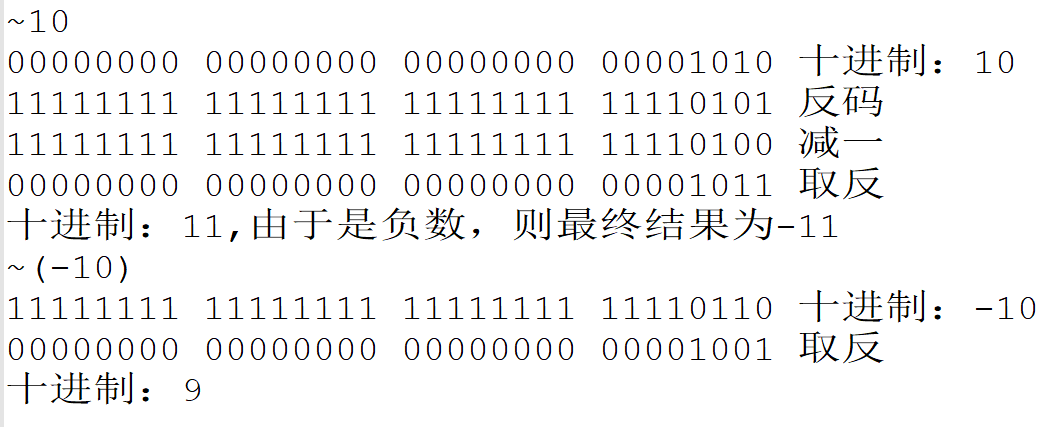 ~10
00000000 00000000 00000000 00001010 十进制：10
11111111 11111111 11111111 11110101 反码
11111111 11111111 11111111 11110100 减一
00000000 00000000 00000000 00001011 取反
十进制：11,由于是负数，则最终结果为-11
~(-10)
11111111 11111111 11111111 11110110 十进制：-10
00000000 00000000 00000000 00001001 取反
十进制：9